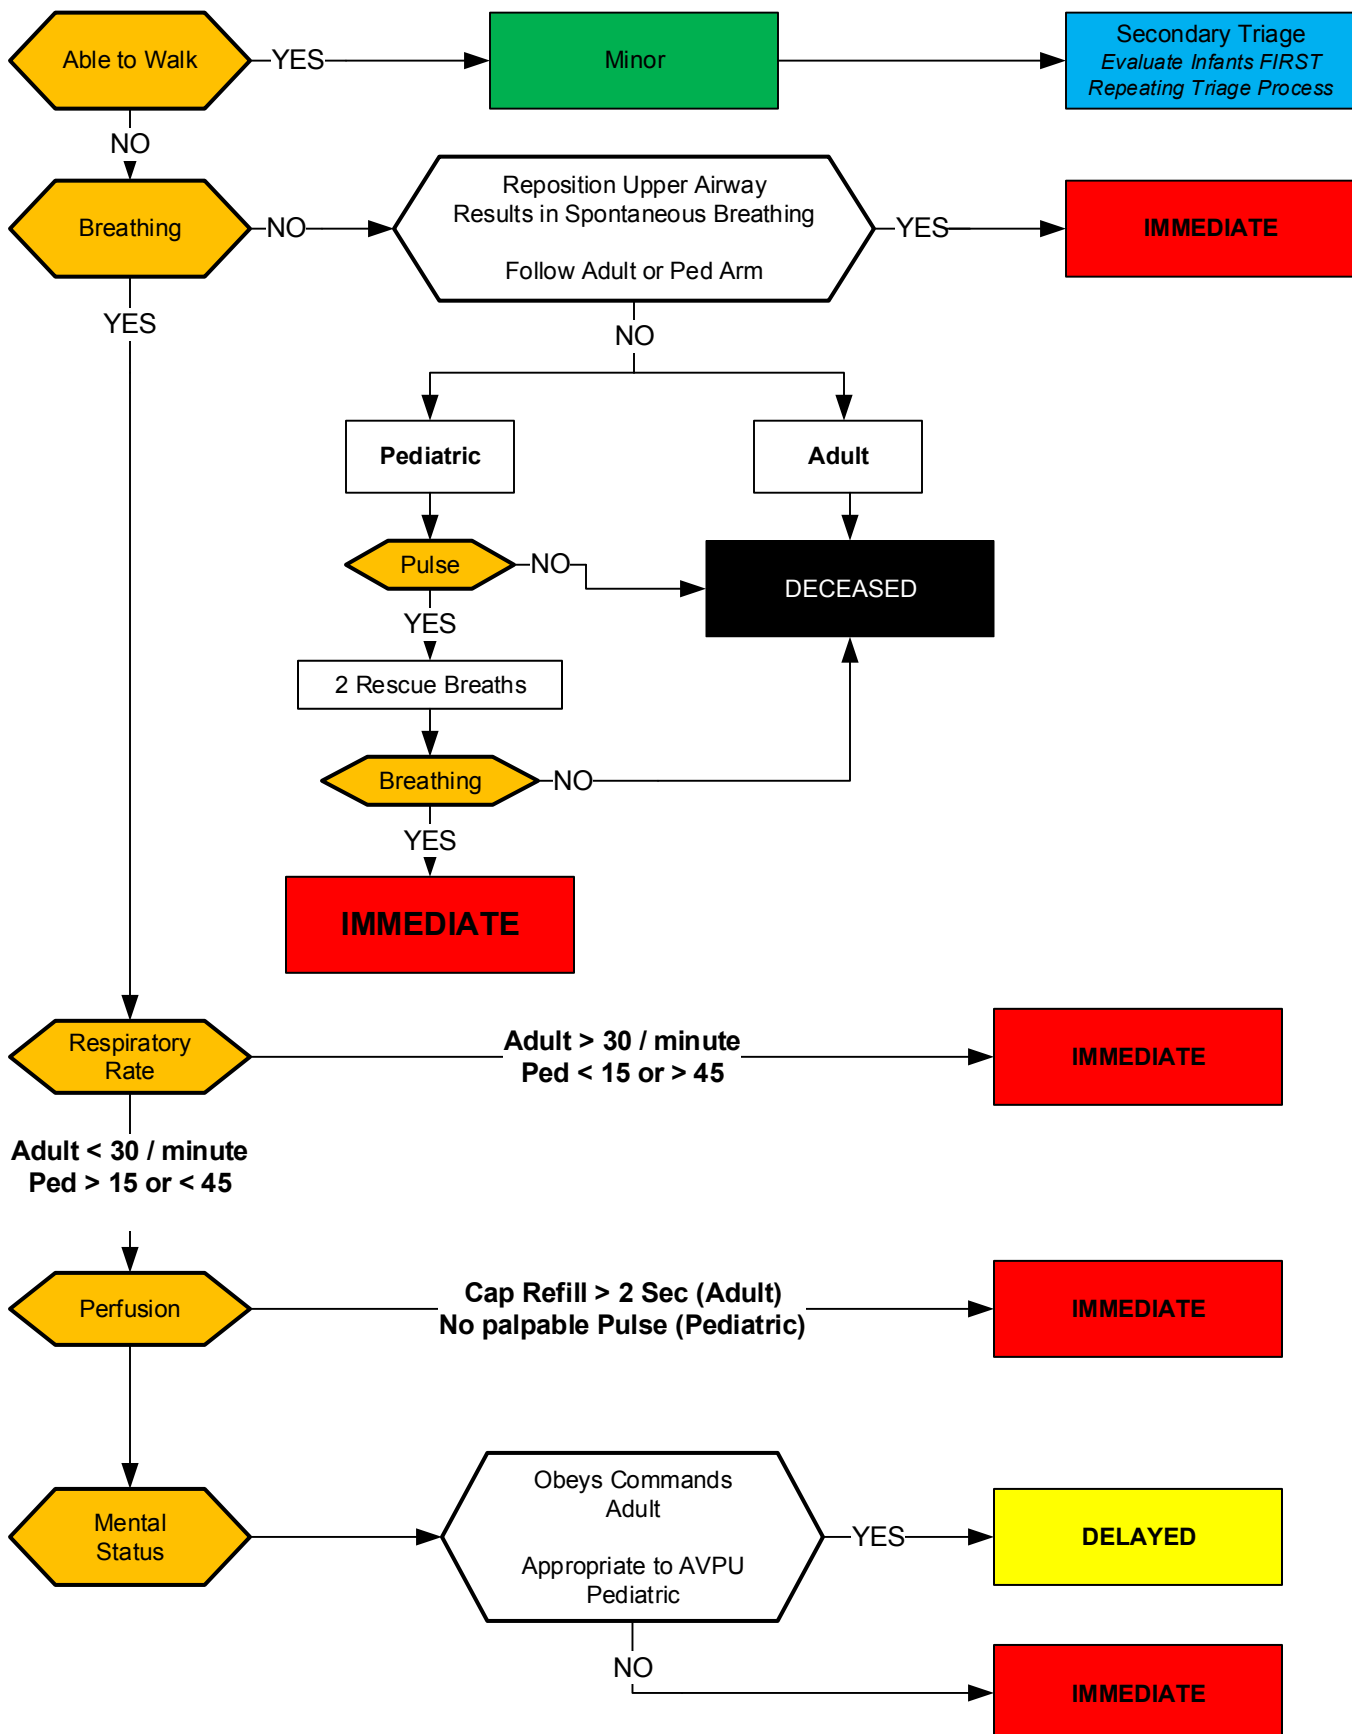 Able to Walk
YES
Minor
Secondary Triage
Evaluate Infants FIRST
Repeating Triage Process
NO
Breathing
NO
Reposition Upper Airway
Results in Spontaneous Breathing
Follow Adult or Ped Arm
YES
IMMEDIATE
YES
NO
Pediatric
Adult
Pulse
NO
DECEASED
YES
2 Rescue Breaths
Breathing
NO
YES
IMMEDIATE
Respiratory
Rate
Adult > 30 / minute
Ped < 15 or > 45
IMMEDIATE
Adult < 30 / minute
Ped > 15 or < 45
Perfusion
Cap Refill > 2 Sec (Adult)
No palpable Pulse (Pediatric)
IMMEDIATE
Mental
Status
Obeys Commands
Adult
Appropriate to AVPU
Pediatric
YES
DELAYED
NO
IMMEDIATE